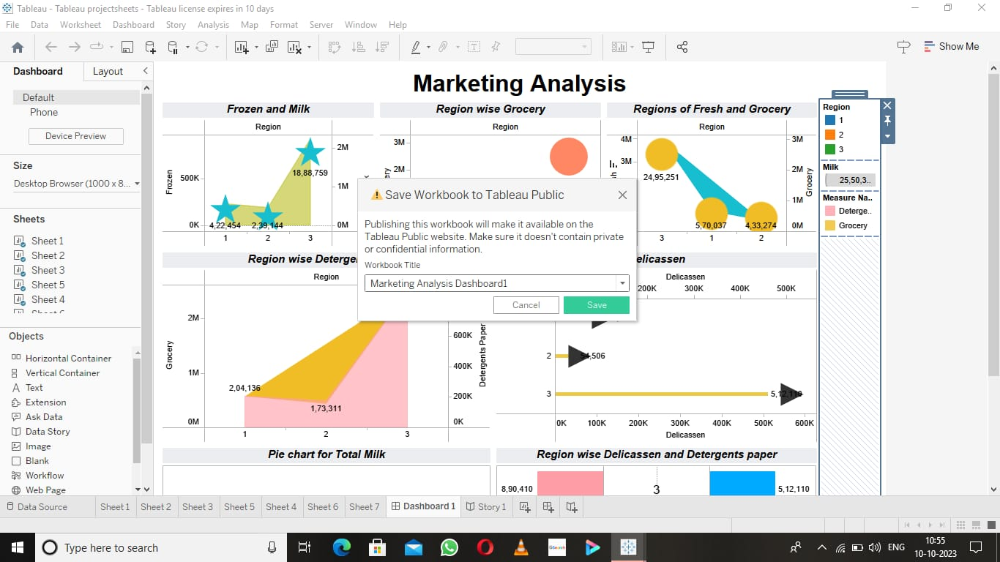 Tableau - Tableau projectsheets - Tableau license expires in 10 days
File Data Worksheet Dashboard Story Analysis Map Format Server Window Help
Show Me
Dashboard Layout
Default
Phone
Device Preview
Size
Desktop Browser (1000 x 8...
Sheets
Sheet 1
Sheet 2
Sheet 3
Sheet 5
Sheet 4
Objects
Horizontal Container
Vertical Container
Text
Extension
Ask Data
Data Story
Image
Blank
Workflow
Web Page
Marketing Analysis
Frozen and Milk
Region
Frozen
500K
0K
2M
1M
0M
18,88,759
4,22,454
2,39,144
1 2 3
Region wise Grocery
Region
3M
2M
Regions of Fresh and Grocery
Region
4M
3M
3M
2M
1M
0M
Grocery
24,95,251
5,70,037
4,33,274
3 1 2
Save Workbook to Tableau Public
Publishing this workbook will make it available on the
Tableau Public website. Make sure it doesn't contain private
or confidential information.
Workbook Title
Marketing Analysis Dashboard1
Cancel Save
Region wise
Region
Grocery
2M
1M
0M
600K
400K
200K
0K
Detergents Paper
2,04,136
1,73,311
1 2 3
Delicassen
200K 300K 400K 500K
2
3
5,12,110
0K 100K 200K 300K 400K 500K 600K
Delicassen
Pie chart for Total Milk
Region wise Delicassen and Detergents paper
8,90,410
3
5,12,110
Region
1
2
3
Milk
25,50,3..
Measure Na..
Deterge..
Grocery
Data Source Sheet 1 Sheet 2 Sheet 3 Sheet 5 Sheet 4 Sheet 6 Sheet 7 Dashboard 1 Story 1
Type here to search
GSearch
ENG
10:55
10-10-2023